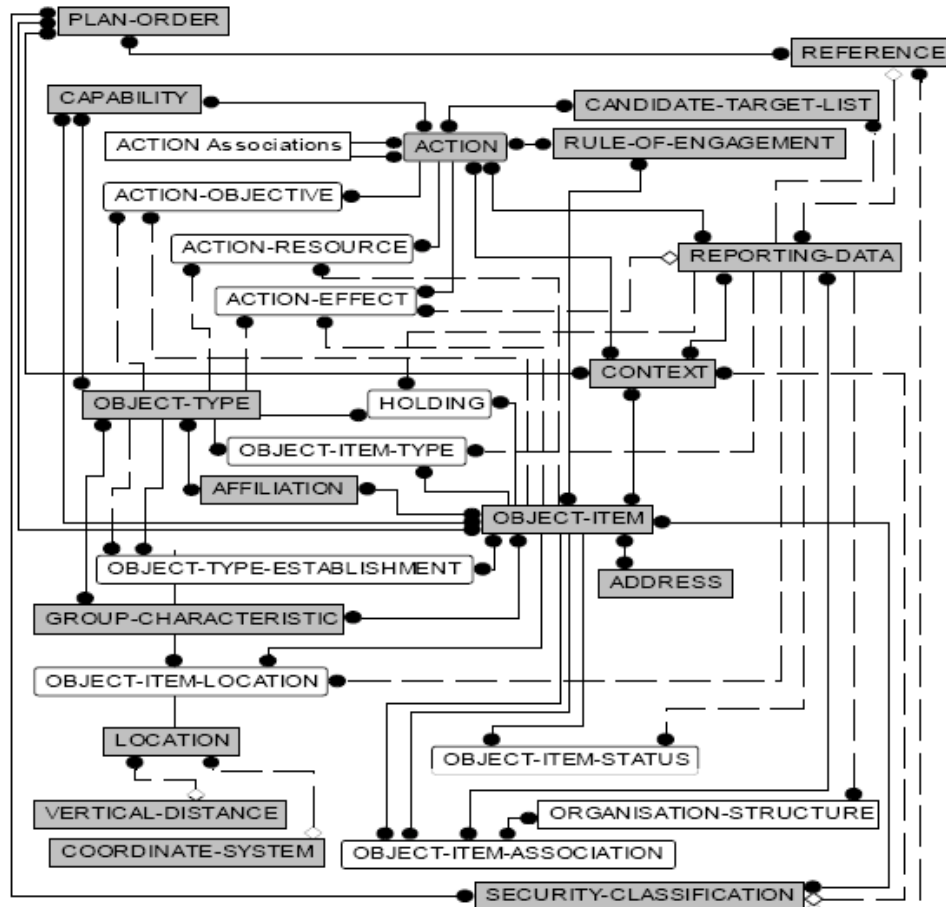 PLAN-ORDER
REFERENCE
CAPABILITY
CANDIDATE-TARGET-LIST
ACTION Associations
ACTION
RULE-OF-ENGAGEMENT
ACTION-OBJECTIVE
ACTION-RESOURCE
REPORTING-DATA
ACTION-EFFECT
CONTEXT
OBJECT-TYPE
HOLDING
OBJECT-ITEM-TYPE
AFFILIATION
OBJECT-ITEM
OBJECT-TYPE-ESTABLISHMENT
ADDRESS
GROUP-CHARACTERISTIC
OBJECT-ITEM-LOCATION
LOCATION
OBJECT-ITEM-STATUS
VERTICAL-DISTANCE
ORGANISATION-STRUCTURE
COORDINATE-SYSTEM
OBJECT-ITEM-ASSOCIATION
SECURITY-CLASSIFICATION